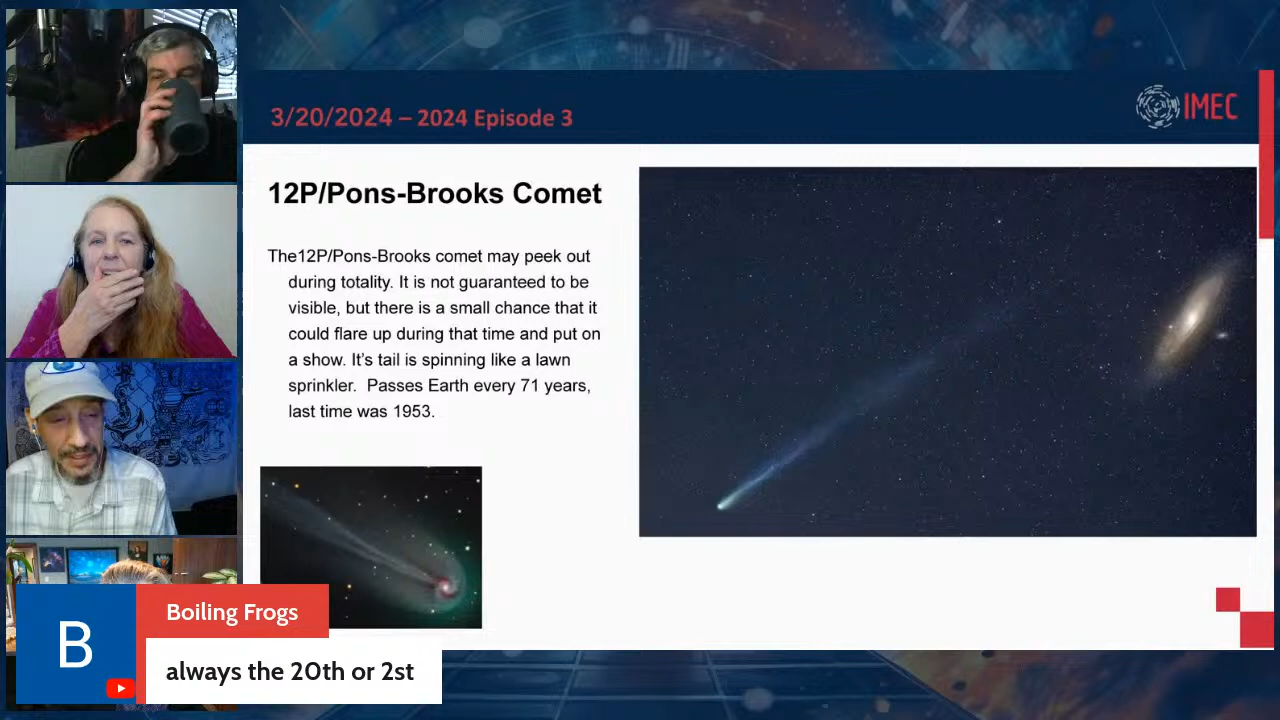 3/20/2024 – 2024 Episode 3
IMEC
12P/Pons-Brooks Comet
The12P/Pons-Brooks comet may peek out
during totality. It is not guaranteed to be
visible, but there is a small chance that it
could flare up during that time and put on
a show. It’s tail is spinning like a lawn
sprinkler. Passes Earth every 71 years,
last time was 1953.
B
Boiling Frogs
always the 20th or 2st